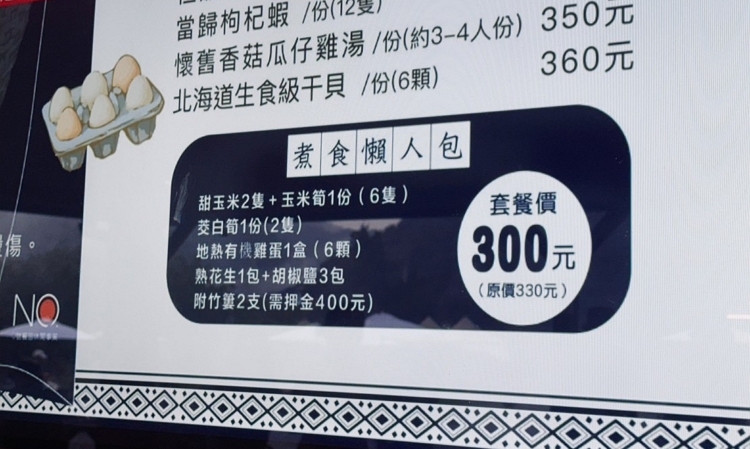 當歸枸杞蝦 /份(12隻) 350元
懷舊香菇瓜仔雞湯 /份(約3-4人份) 360元
北海道生食級干貝 /份(6顆)
煮食懶人包
甜玉米2隻+玉米筍1份(6隻)
茭白筍1份(2隻)
地熱有機雞蛋1盒(6顆)
熟花生1包+胡椒鹽3包
附竹簍2支(需押金400元)
套餐價
300元
(原價330元)
傷。
NO